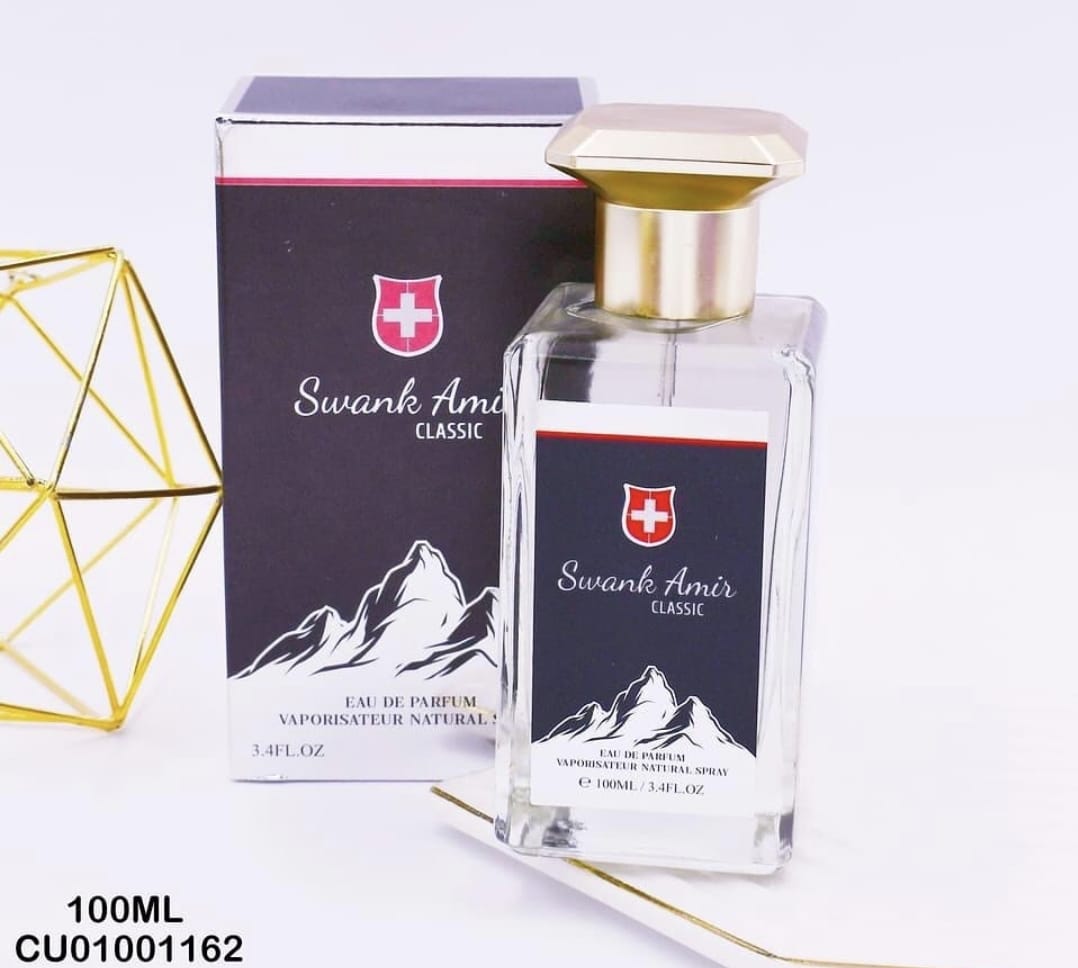 Swank Ami
CLASSIC
EAU DE PARFUM
VAPORISATEUR NATURAL
3.4FL.OZ
Swank Amir
CLASSIC
EAU DE PARFUM
VAPORISATEUR NATURAL SPRAY
℮ 100ML / 3.4FL.OZ
100ML
CU01001162